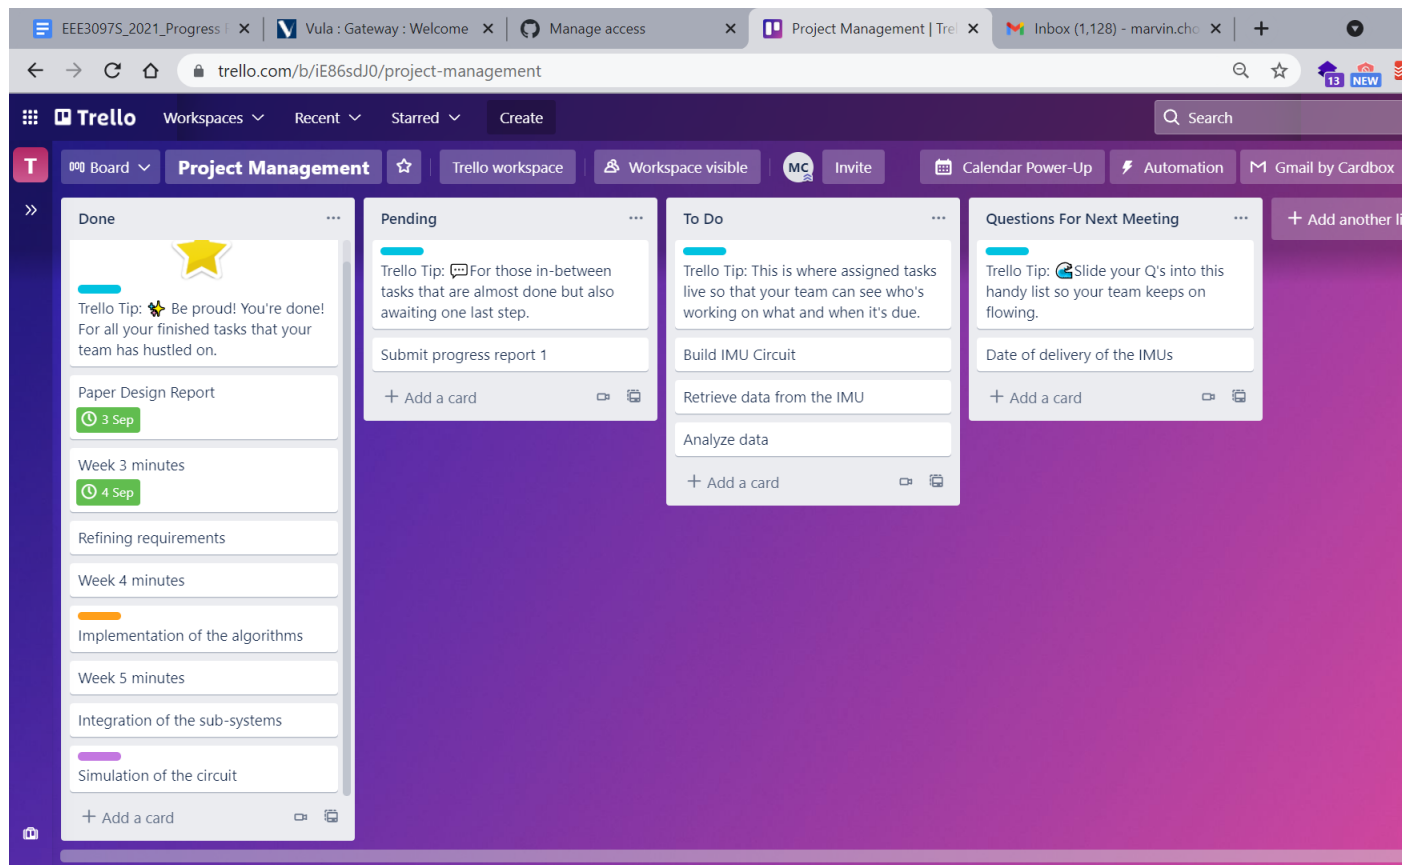 EEE3097S_2021_Progress
Vula : Gateway : Welcome
Manage access
Project Management | Trel
Inbox (1,128) - marvin.cho
trello.com/b/iE86sdJ0/project-management
13
NEW
Trello
Workspaces
Recent
Starred
Create
Search
T
Board
Project Management
Trello workspace
Workspace visible
MC
Invite
Calendar Power-Up
Automation
Gmail by Cardbox
Done
Trello Tip: ✨ Be proud! You're done!
For all your finished tasks that your
team has hustled on.
Paper Design Report
3 Sep
Week 3 minutes
4 Sep
Refining requirements
Week 4 minutes
Implementation of the algorithms
Week 5 minutes
Integration of the sub-systems
Simulation of the circuit
+ Add a card
Pending
Trello Tip: 💬For those in-between
tasks that are almost done but also
awaiting one last step.
Submit progress report 1
+ Add a card
To Do
Trello Tip: This is where assigned tasks
live so that your team can see who's
working on what and when it's due.
Build IMU Circuit
Retrieve data from the IMU
Analyze data
+ Add a card
Questions For Next Meeting
Trello Tip: 🌊Slide your Q's into this
handy list so your team keeps on
flowing.
Date of delivery of the IMUs
+ Add a card
+ Add another li